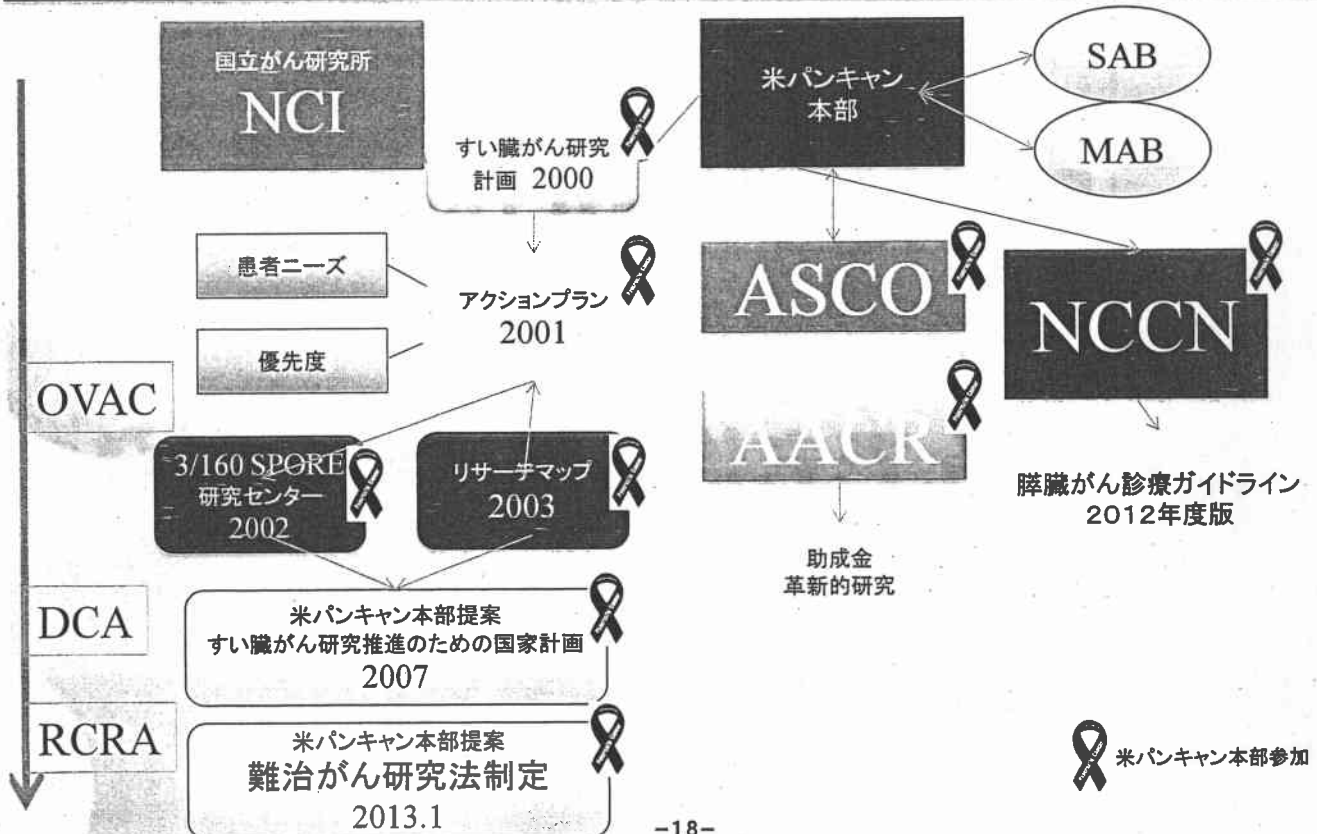 国立がん研究所
NCI
すい臓がん研究
計画 2000
米パンキャン
本部
SAB
MAB
患者ニーズ
優先度
アクションプラン
2001
ASCO
NCCN
AACR
OVAC
3/160 SPORE
研究センター
2002
リサーチマップ
2003
助成金
革新的研究
膵臓がん診療ガイドライン
2012年度版
DCA
米パンキャン本部提案
すい臓がん研究推進のための国家計画
2007
RCRA
米パンキャン本部提案
難治がん研究法制定
2013.1
米パンキャン本部参加
-18-